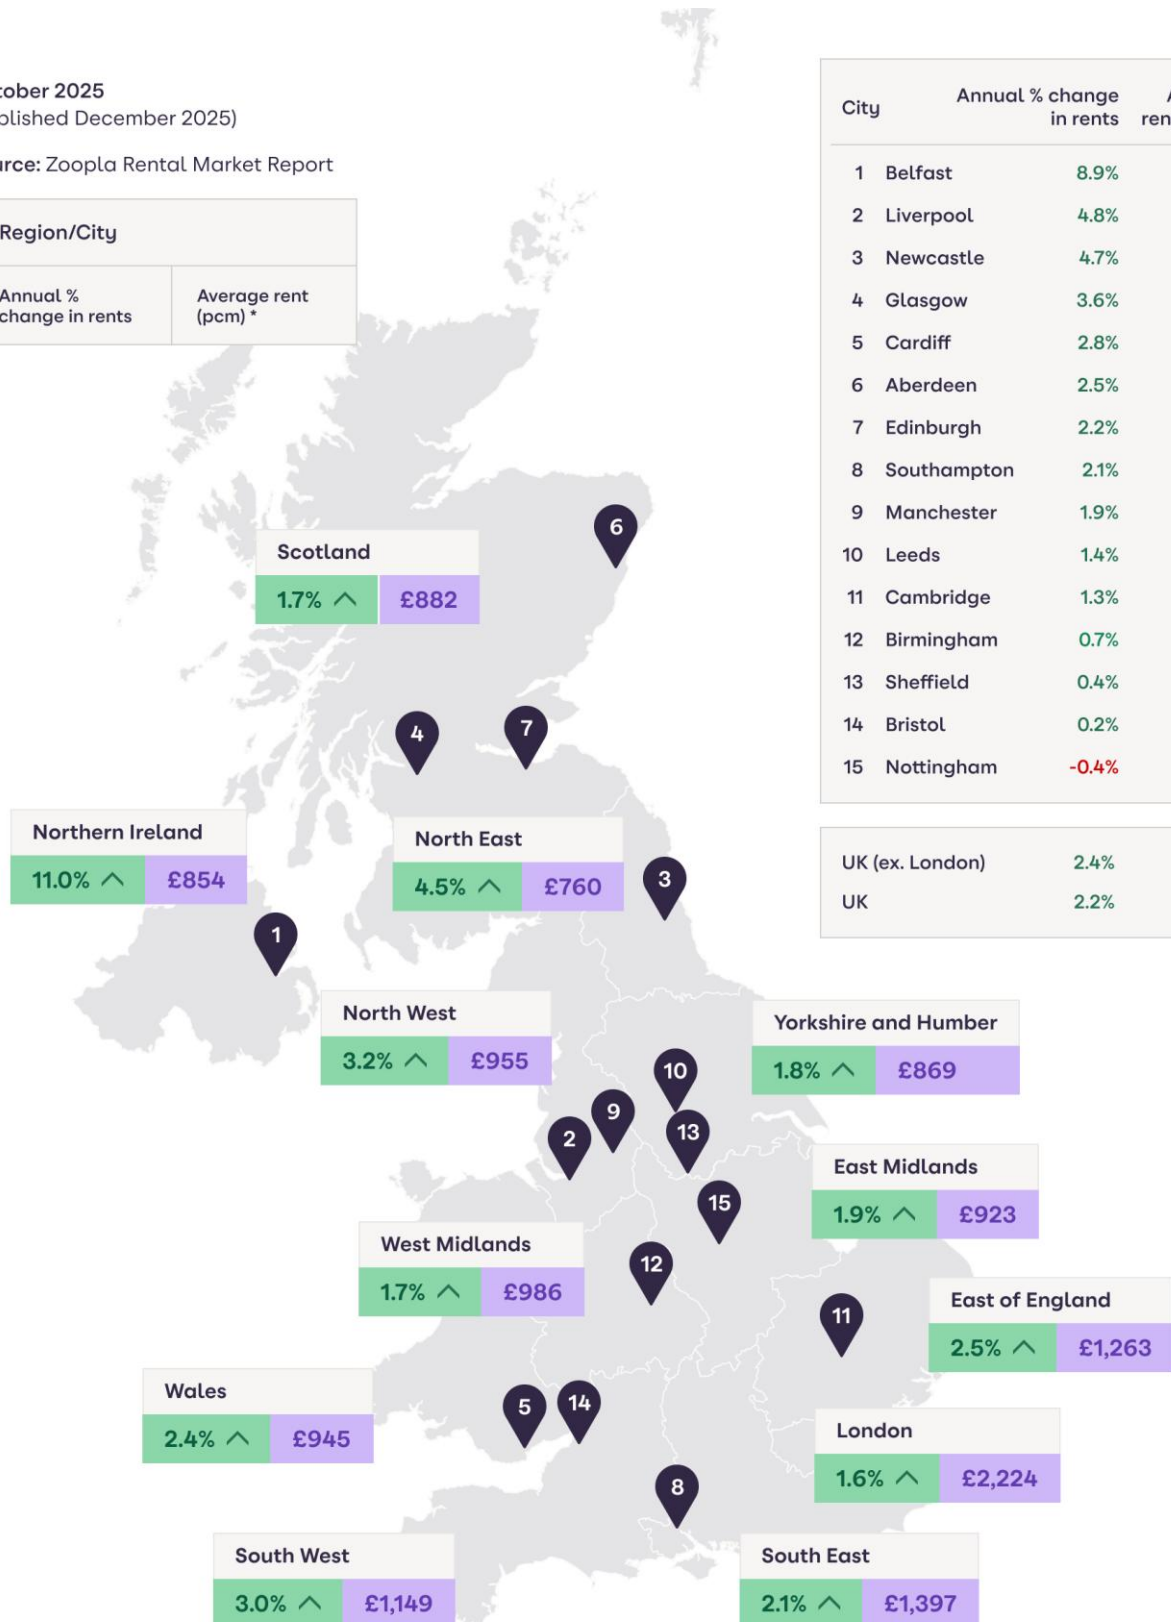 tober 2025
blished December 2025)
urce: Zoopla Rental Market Report
Region/City
Annual %
change in rents
Average rent
(pcm) *
City
Annual % change
in rents
A
ren
1 Belfast 8.9%
2 Liverpool 4.8%
3 Newcastle 4.7%
4 Glasgow 3.6%
5 Cardiff 2.8%
6 Aberdeen 2.5%
7 Edinburgh 2.2%
8 Southampton 2.1%
9 Manchester 1.9%
10 Leeds 1.4%
11 Cambridge 1.3%
12 Birmingham 0.7%
13 Sheffield 0.4%
14 Bristol 0.2%
15 Nottingham -0.4%
UK (ex. London) 2.4%
UK 2.2%
6
Scotland
1.7% £882
4
7
Northern Ireland
11.0% £854
North East
4.5% £760
3
1
North West
3.2% £955
Yorkshire and Humber
1.8% £869
10
9
2
13
East Midlands
1.9% £923
15
West Midlands
1.7% £986
12
East of England
2.5% £1,263
11
Wales
2.4% £945
5
14
London
1.6% £2,224
8
South West
3.0% £1,149
South East
2.1% £1,397